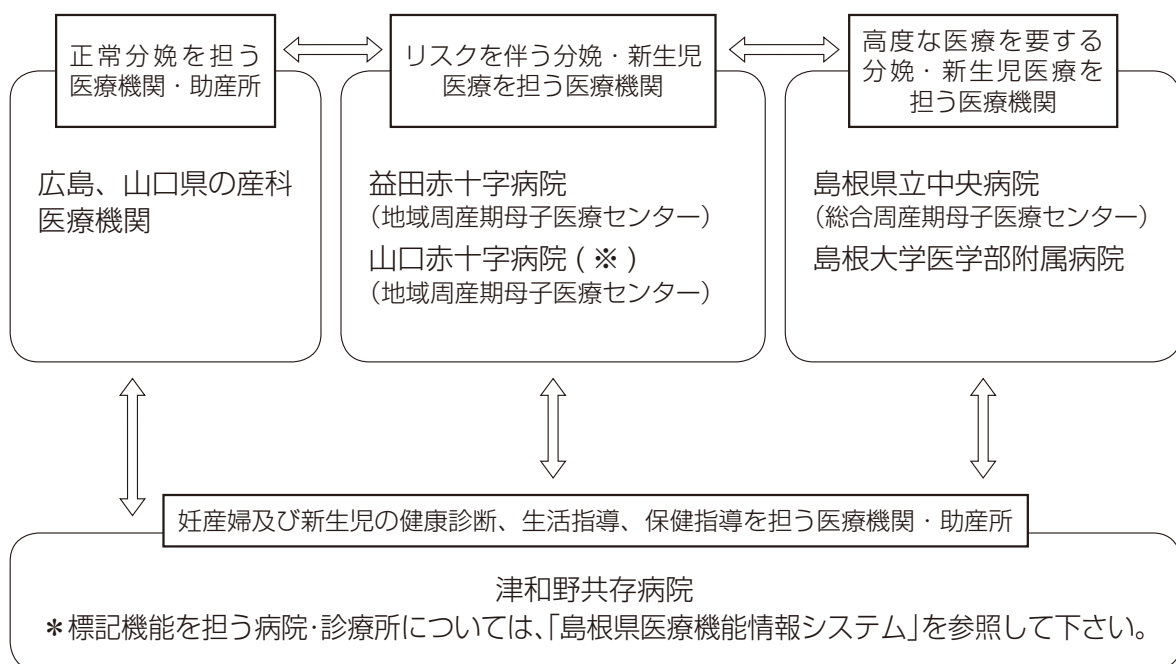 正常分娩を担う
医療機関・助産所
広島、山口県の産科
医療機関
リスクを伴う分娩・新生児
医療を担う医療機関
益田赤十字病院
（地域周産期母子医療センター）
山口赤十字病院 ( ※ )
（地域周産期母子医療センター）
高度な医療を要する
分娩・新生児医療を
担う医療機関
島根県立中央病院
（総合周産期母子医療センター）
島根大学医学部附属病院
妊産婦及び新生児の健康診断、生活指導、保健指導を担う医療機関・助産所
津和野共存病院
＊標記機能を担う病院・診療所については、「島根県医療機能情報システム」を参照して下さい。